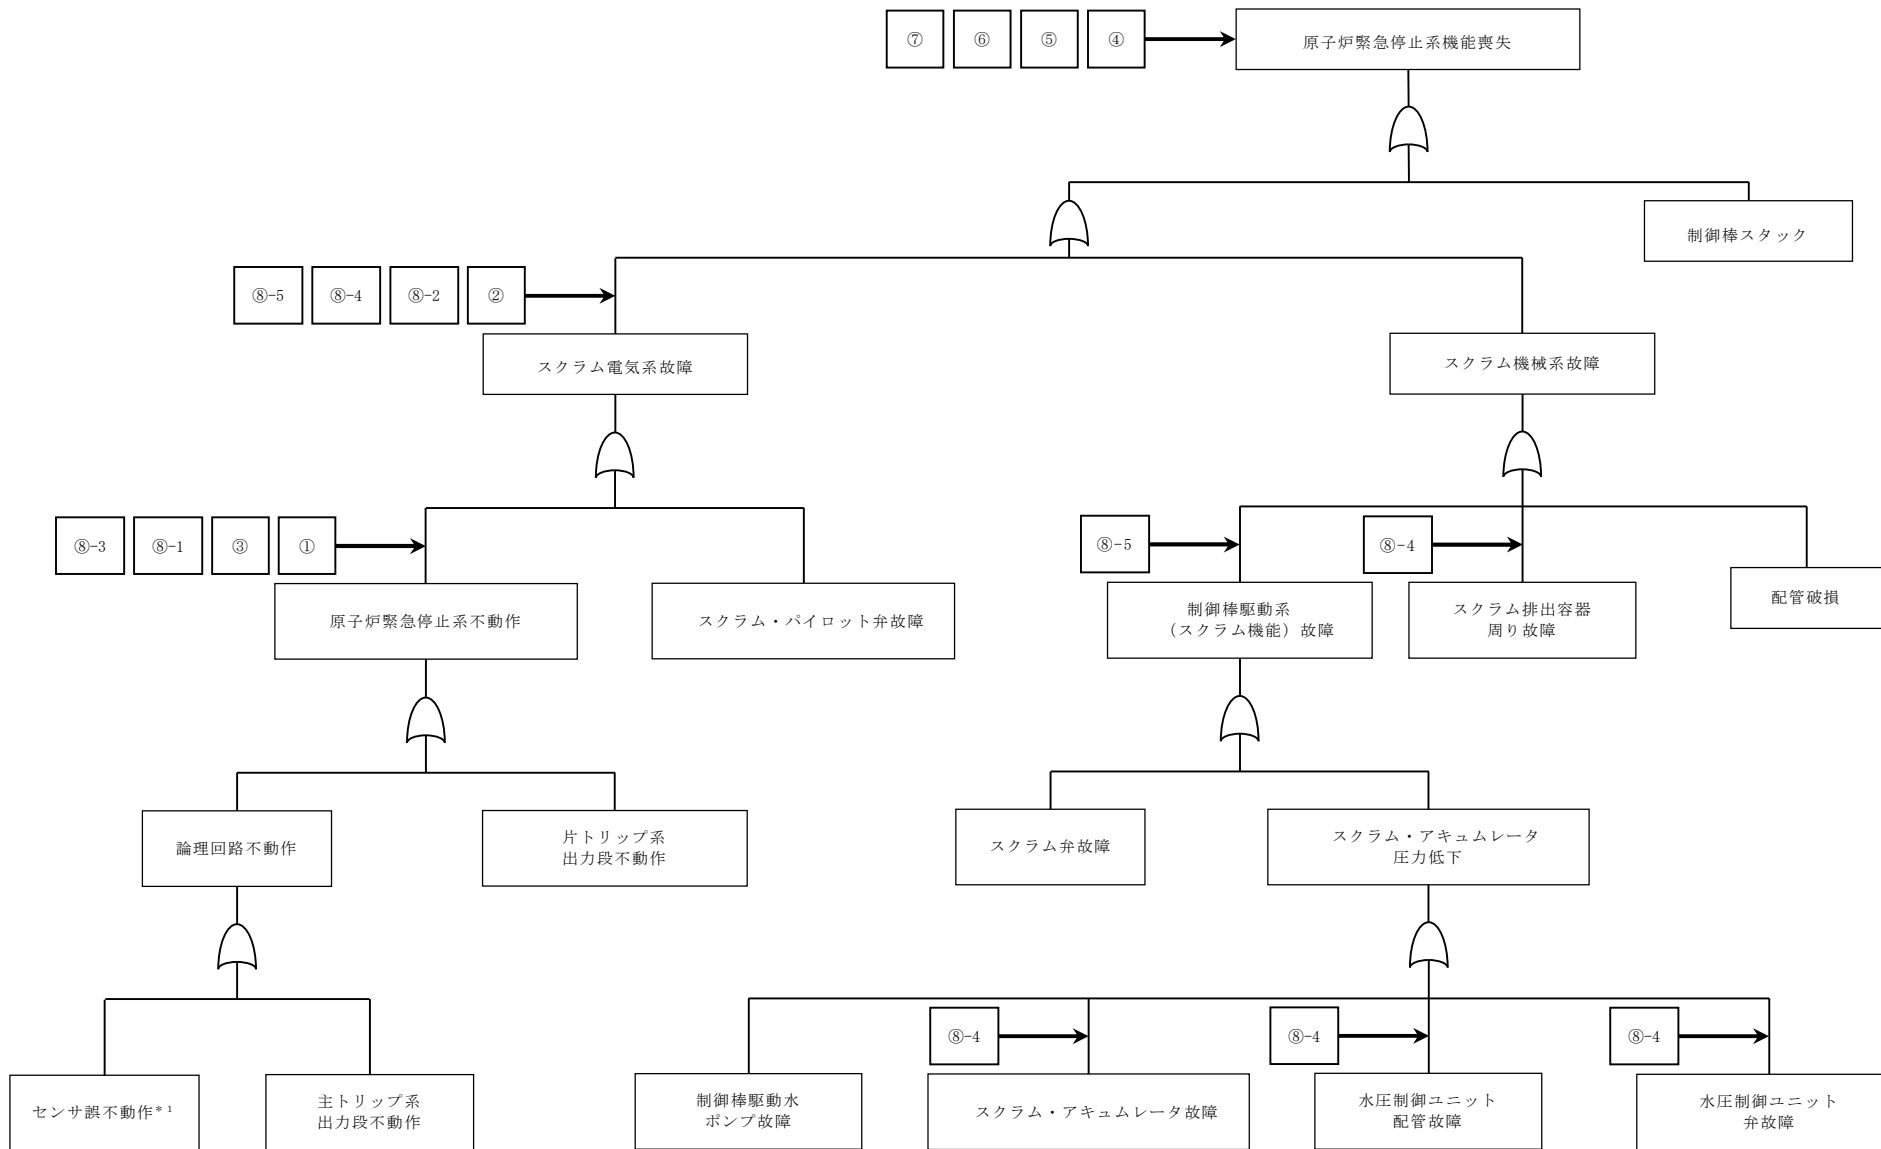 ⑦ ⑥ ⑤ ④
原子炉緊急停止系機能喪失
制御棒スタック
⑧-5 ⑧-4 ⑧-2 ②
スクラム電気系故障
スクラム機械系故障
⑧-3 ⑧-1 ③ ①
⑧-5
⑧-4
原子炉緊急停止系不動作
スクラム・パイロット弁故障
制御棒駆動系
（スクラム機能）故障
スクラム排出容器
周り故障
配管破損
論理回路不動作
片トリップ系
出力段不動作
スクラム弁故障
スクラム・アキュムレータ
圧力低下
⑧-4
⑧-4
⑧-4
センサ誤不動作*1
主トリップ系
出力段不動作
制御棒駆動水
ポンプ故障
スクラム・アキュムレータ故障
水圧制御ユニット
配管故障
水圧制御ユニット
弁故障